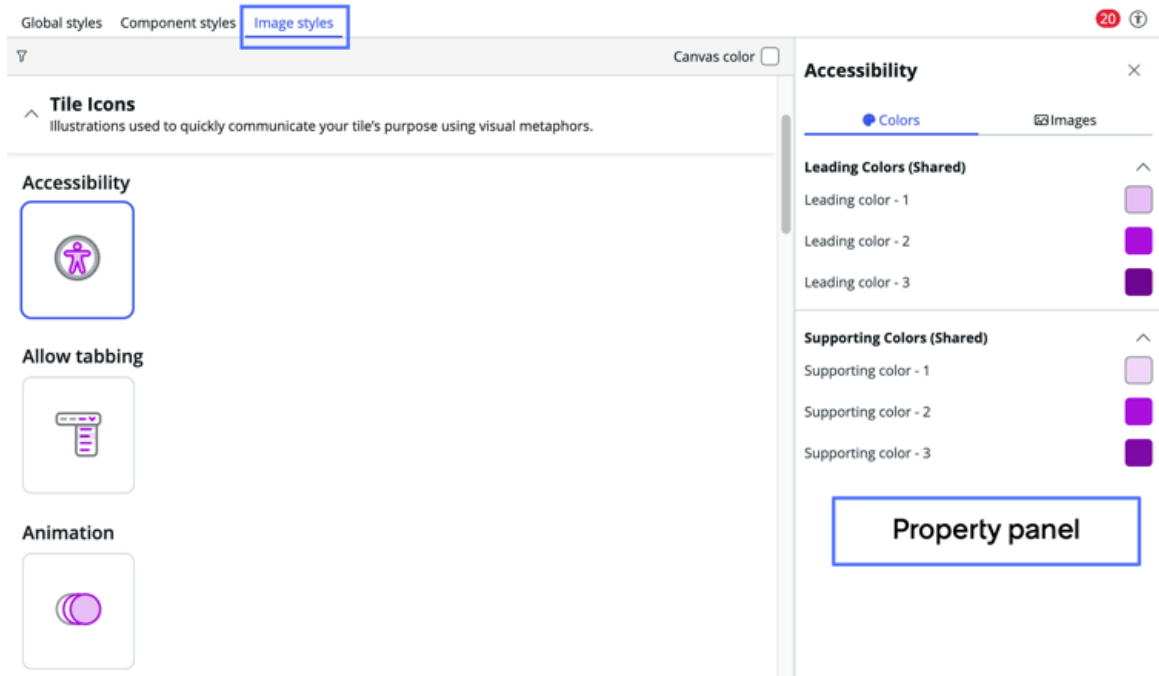 Global styles Component styles Image styles 20
Canvas color
Tile Icons
Illustrations used to quickly communicate your tile's purpose using visual metaphors.
Accessibility
Allow tabbing
Animation
Accessibility
Colors Images
Leading Colors (Shared)
Leading color - 1
Leading color - 2
Leading color - 3
Supporting Colors (Shared)
Supporting color - 1
Supporting color - 2
Supporting color - 3
Property panel